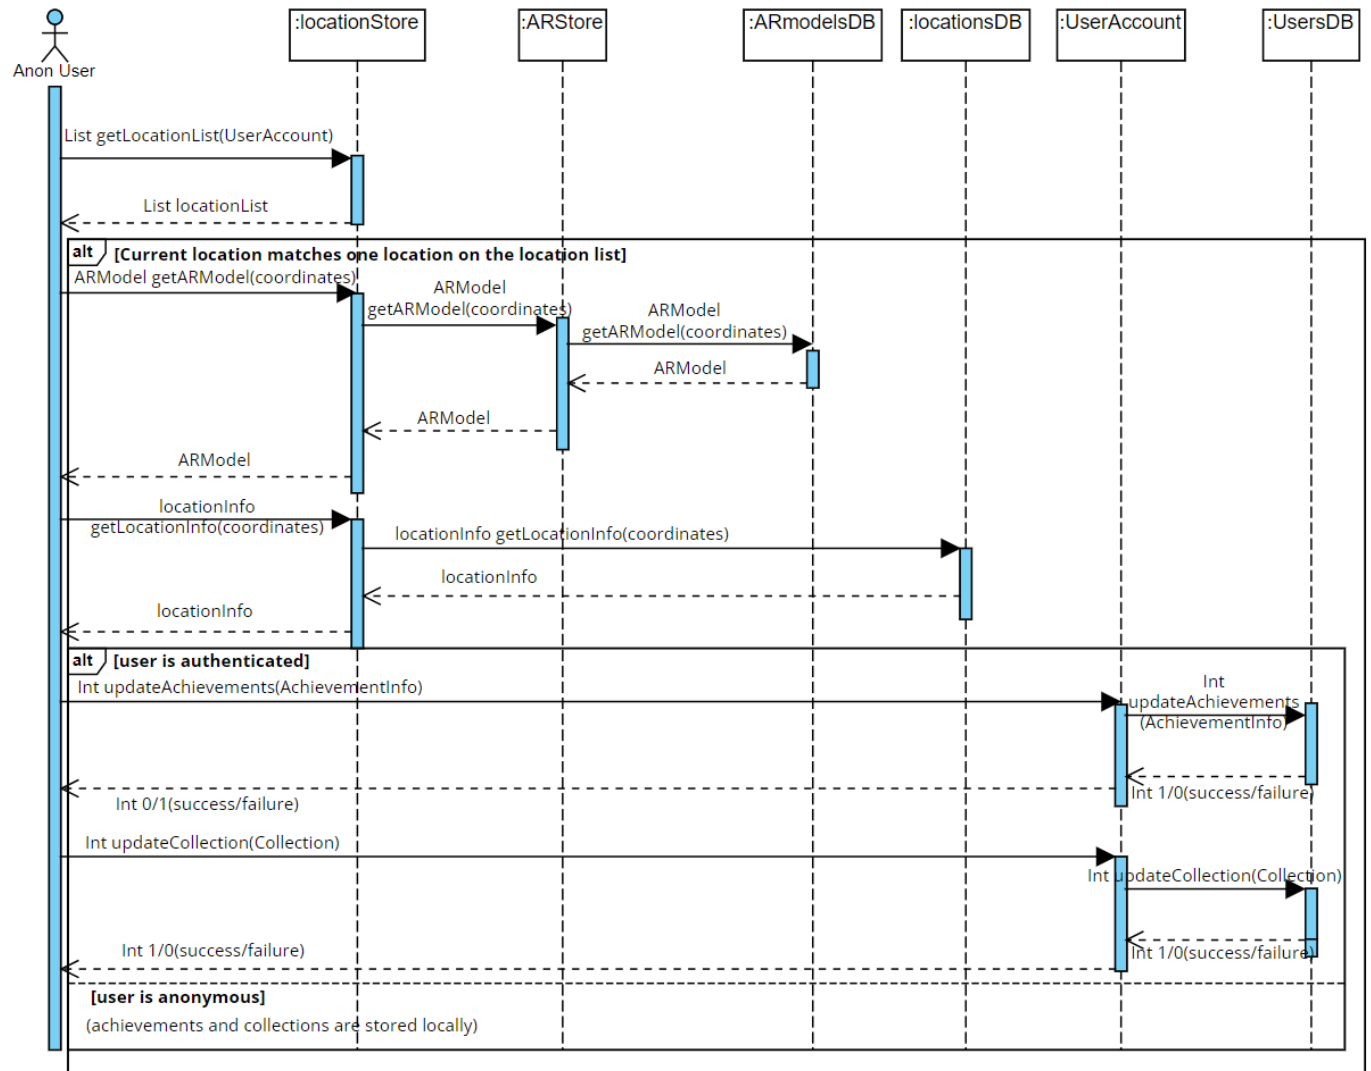 :locationStore
:ARStore
:ARmodelsDB
:locationsDB
:UserAccount
:UsersDB
Anon User
List getLocationList(UserAccount)
List locationList
alt
[Current location matches one location on the location list]
ARModel getARModel(coordinates)
ARModel
getARModel(coordinates)
ARModel
getARModel(coordinates)
ARModel
ARModel
ARModel
locationInfo
getLocationInfo(coordinates)
locationInfo getLocationInfo(coordinates)
locationInfo
locationInfo
alt
[user is authenticated]
Int updateAchievements(AchievementInfo)
Int
updateAchievements
(AchievementInfo)
Int 1/0(success/failure)
Int 0/1(success/failure)
Int updateCollection(Collection)
Int updateCollection(Collection)
Int 1/0(success/failure)
Int 1/0(success/failure)
[user is anonymous]
(achievements and collections are stored locally)